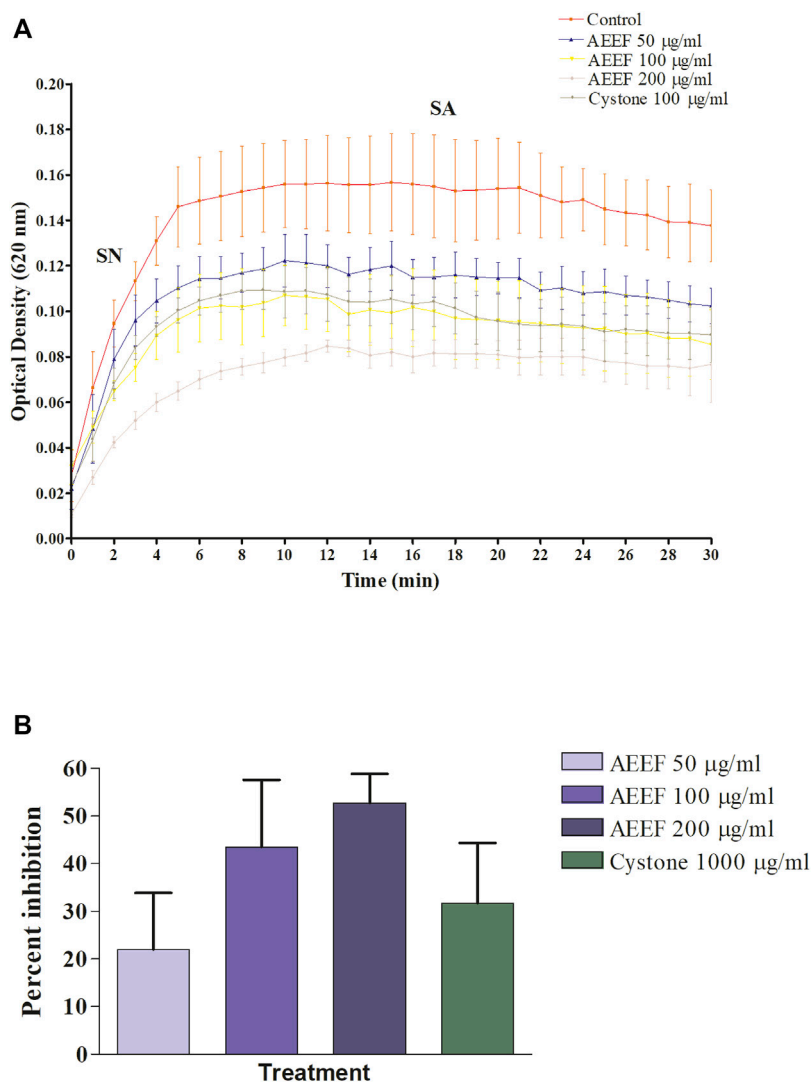 A
Control
AEEF 50 μg/ml
AEEF 100 μg/ml
AEEF 200 μg/ml
Cystone 100 μg/ml
0.20
0.18
0.16
0.14
0.12
0.10
0.08
0.06
0.04
0.02
0.00
Optical Density (620 nm)
SN
SA
0 2 4 6 8 10 12 14 16 18 20 22 24 26 28 30
Time (min)
B
60
50
40
30
20
10
0
Percent inhibition
Treatment
AEEF 50 μg/ml
AEEF 100 μg/ml
AEEF 200 μg/ml
Cystone 1000 μg/ml